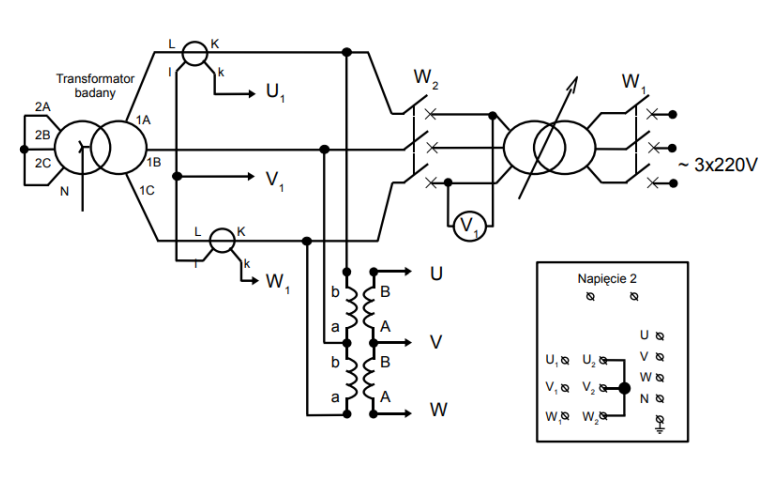 L
K
l
k
U1
Transformator
badany
2A
2B
2C
N
1A
1B
1C
V1
L
K
l
k
W1
W2
W1
~ 3x220V
V1
b
B
U
a
A
V
b
B
a
A
W
Napięcie 2
U
V
W
N
U1
U2
V1
V2
W1
W2